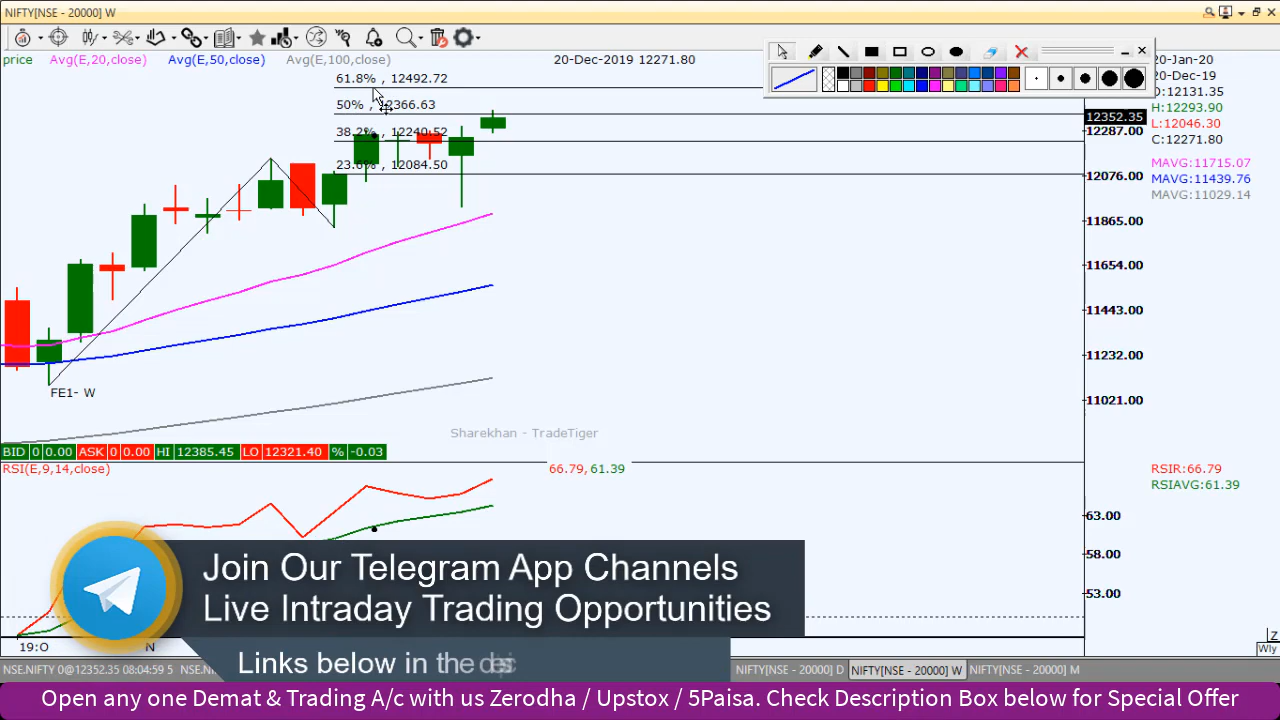 NIFTY[NSE - 20000] W
price Avg(E,20,close) Avg(E,50,close) Avg(E,100,close) 20-Dec-2019 12271.80
61.8% , 12492.72
50% , 12366.63
38.2% , 12240.52
23.6% , 12084.50
FE1- W
Sharekhan - TradeTiger
12352.35
12287.00
12076.00
11865.00
11654.00
11443.00
11232.00
11021.00
20-Dec-19
O:12131.35
H:12293.90
L:12046.30
C:12271.80
MAVG:11715.07
MAVG:11439.76
MAVG:11029.14
BID 0 0.00 ASK 0 0.00 HI 12385.45 LO 12321.40 % -0.03
RSI(E,9,14,close) 66.79, 61.39
RSIR:66.79
RSIAVG:61.39
63.00
58.00
53.00
Join Our Telegram App Channels
Live Intraday Trading Opportunities
Links below in the
19:O N
Z
Wly
NSE.NIFTY 0@12352.35 08:04:59 5 NIFTY[NSE - 20000] D NIFTY[NSE - 20000] W NIFTY[NSE - 20000] M
Open any one Demat & Trading A/c with us Zerodha / Upstox / 5Paisa. Check Description Box below for Special Offer